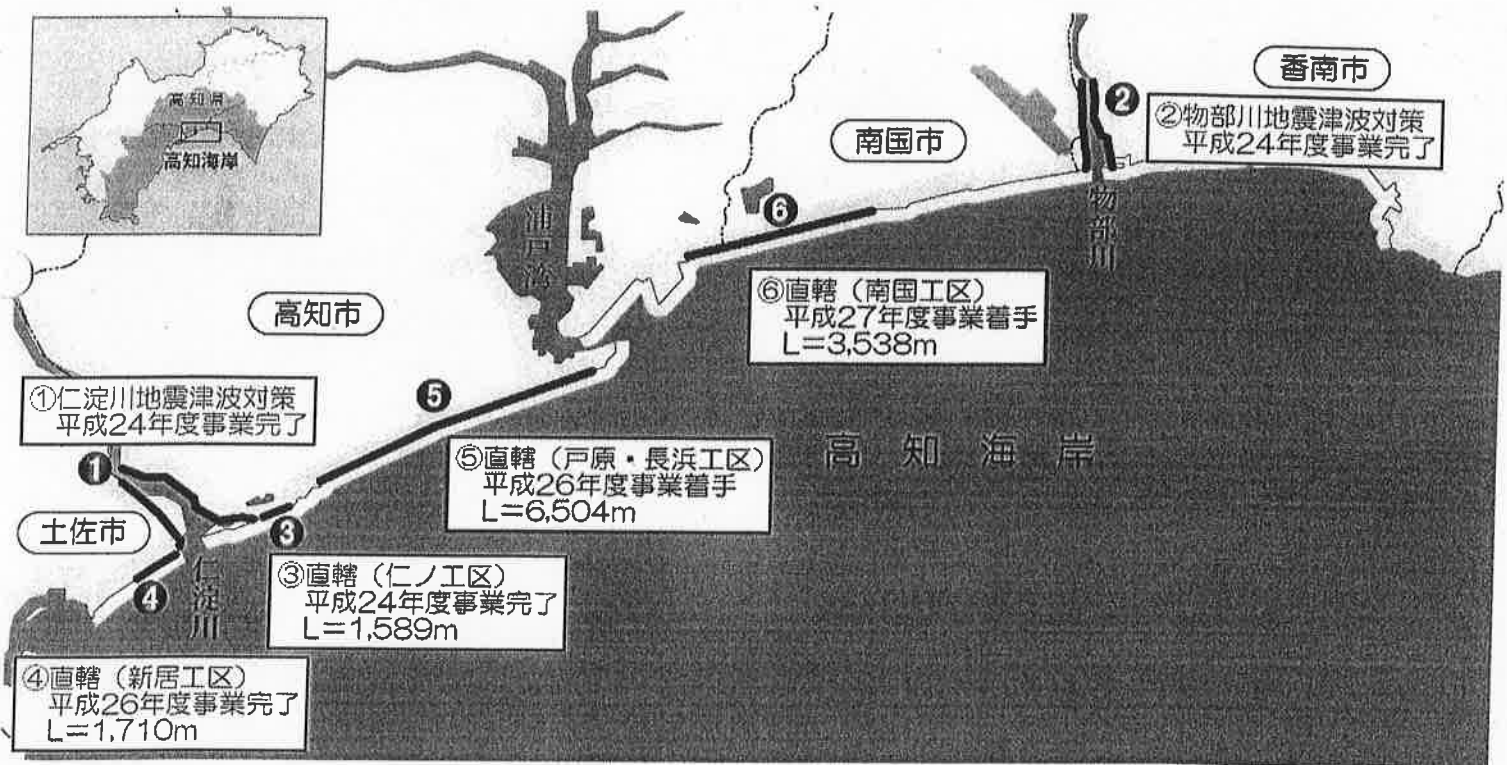 高知県
高知海岸
香南市
❷
②物部川地震津波対策
平成24年度事業完了
南国市
物部川
浦戸湾
❻
⑥直轄（南国工区）
平成27年度事業着手
L=3,538m
高知市
①仁淀川地震津波対策
平成24年度事業完了
❺
⑤直轄（戸原・長浜工区）
平成26年度事業着手
L=6,504m
高知海岸
❶
土佐市
❸
③直轄（仁ノ工区）
平成24年度事業完了
L=1,589m
仁淀川
❹
④直轄（新居工区）
平成26年度事業完了
L=1,710m